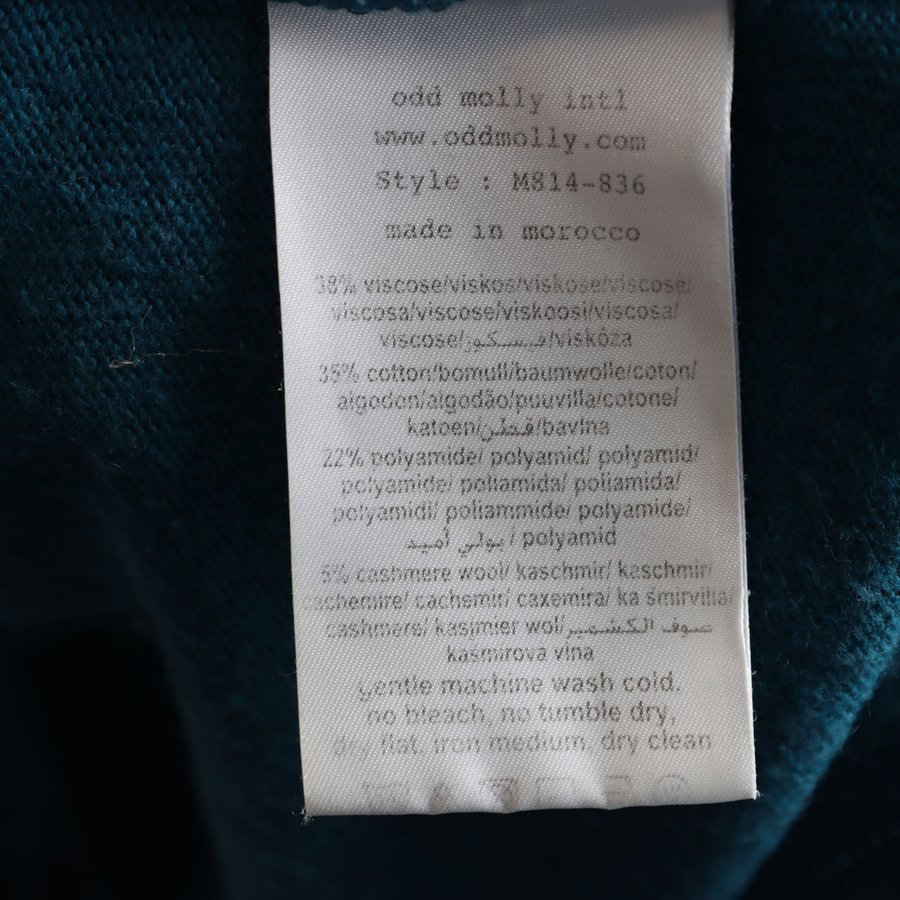 odd molly intl
www.oddmolly.com
Style : M814-836
made in morocco
38% viscose/viskos/viskose/viscose/
viscosa/viscose/viskoosi/viscosa/
viscose/فيسكوز/viskóza
35% cotton/bomull/baumwolle/coton/
algodon/algodão/puuvilla/cotone/
katoen/قطن/bavlna
22% polyamide/ polyamid/ polyamid/
polyamide/ poliamida/ poliamida/
polyamidi/ poliammide/ polyamide/
بولي أميد / polyamid
5% cashmere wool/ kaschmir/ kaschmir/
cachemire/ cachemir/ caxemira/ ka šmirvilla/
cashmere/ kasjmier wol/صوف الكشمير
kasmirova vlna
gentle machine wash cold.
no bleach, no tumble dry,
dry flat, iron medium, dry clean